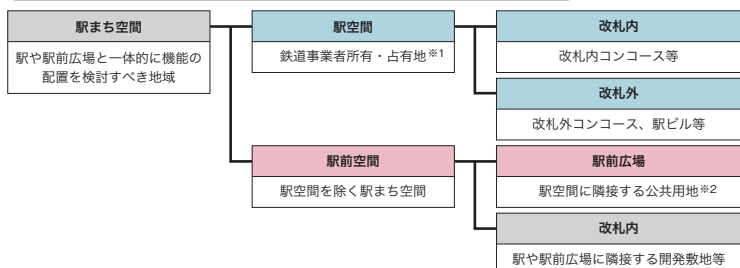 駅まち空間
駅や駅前広場と一体的に機能の
配置を検討すべき地域
駅空間
鉄道事業者所有・占有地※1
改札内
改札内コンコース等
改札外
改札外コンコース、駅ビル等
駅前空間
駅空間を除く駅まち空間
駅前広場
駅空間に隣接する公共用地※2
改札内
駅や駅前広場に隣接する開発敷地等